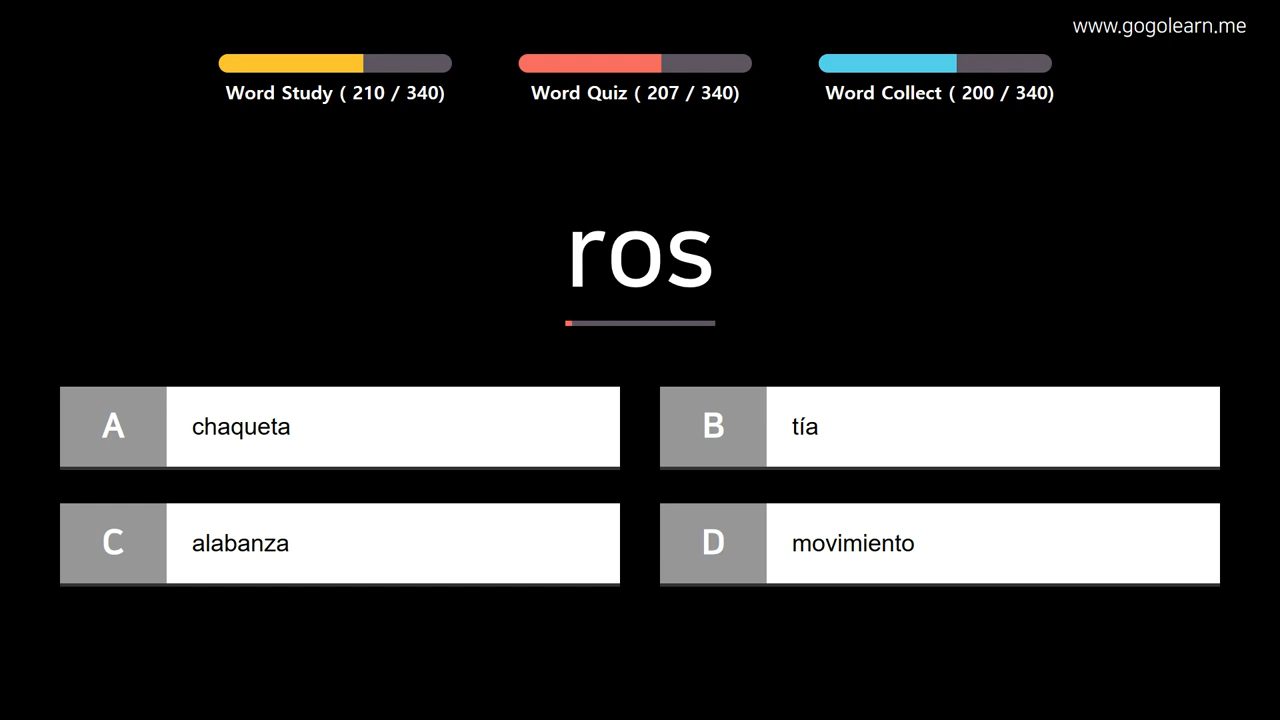 www.gogolearn.me
Word Study ( 210 / 340)
Word Quiz ( 207 / 340)
Word Collect ( 200 / 340)
ros
A chaqueta
B tía
C alabanza
D movimiento